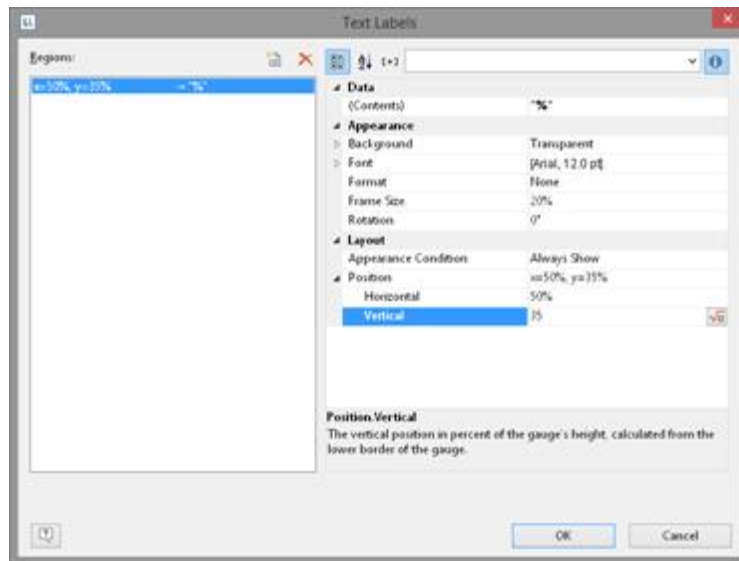 LL
Text Labels
Regions:
x=50%, y=35% -> "%"
Data
(Contents) "%"
Appearance
Background Transparent
Font [Arial, 12.0 pt]
Format None
Frame Size 20%
Rotation 0°
Layout
Appearance Condition Always Show
Position x=50%, y=35%
Horizontal 50%
Vertical 35
Position.Vertical
The vertical position in percent of the gauge's height, calculated from the
lower border of the gauge.
OK Cancel